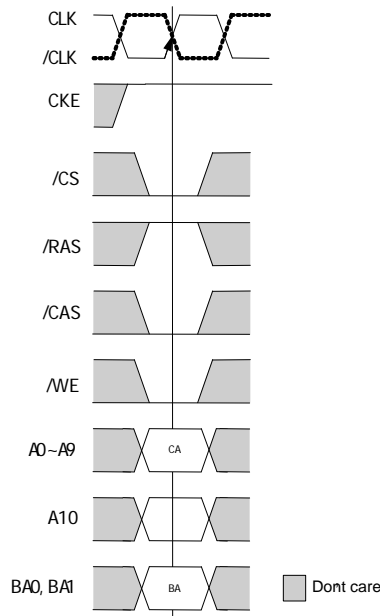 CLK
/CLK
CKE
/CS
/RAS
/CAS
/WE
A0~A9
CA
A10
BA0, BA1
BA
Dont care